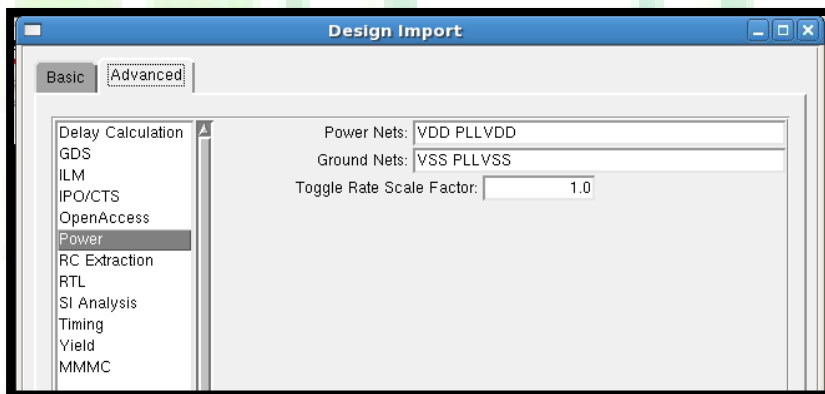 Design Import
Basic Advanced
Delay Calculation
GDS
ILM
IPO/CTS
OpenAccess
Power
RC Extraction
RTL
SI Analysis
Timing
Yield
MMMC
Power Nets: VDD PLLVDD
Ground Nets: VSS PLLVSS
Toggle Rate Scale Factor: 1.0